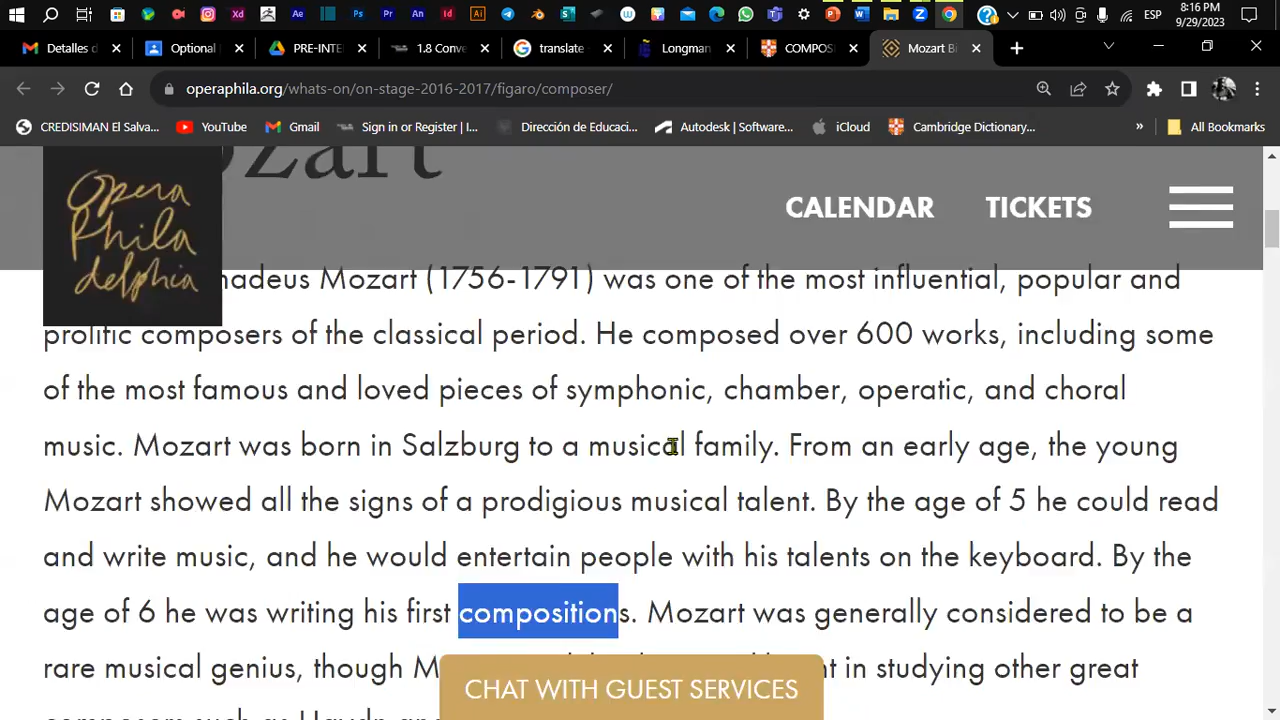 8:16 PM
ESP
9/29/2023
Detalles d
Optional
PRE-INTE
1.8 Conve
translate
Longman
COMPOS
Mozart Bi
operaphila.org/whats-on/on-stage-2016-2017/figaro/composer/
CREDISIMAN El Salva...
YouTube
Gmail
Sign in or Register | I...
Dirección de Educaci...
Autodesk | Software...
iCloud
Cambridge Dictionary...
»
All Bookmarks
ozart
Opera
Phila
delphia
CALENDAR
TICKETS
madeus Mozart (1756-1791) was one of the most influential, popular and
prolific composers of the classical period. He composed over 600 works, including some
of the most famous and loved pieces of symphonic, chamber, operatic, and choral
music. Mozart was born in Salzburg to a musical family. From an early age, the young
Mozart showed all the signs of a prodigious musical talent. By the age of 5 he could read
and write music, and he would entertain people with his talents on the keyboard. By the
age of 6 he was writing his first compositions. Mozart was generally considered to be a
rare musical genius, though M
nt in studying other great
CHAT WITH GUEST SERVICES
composers such as Haydn an